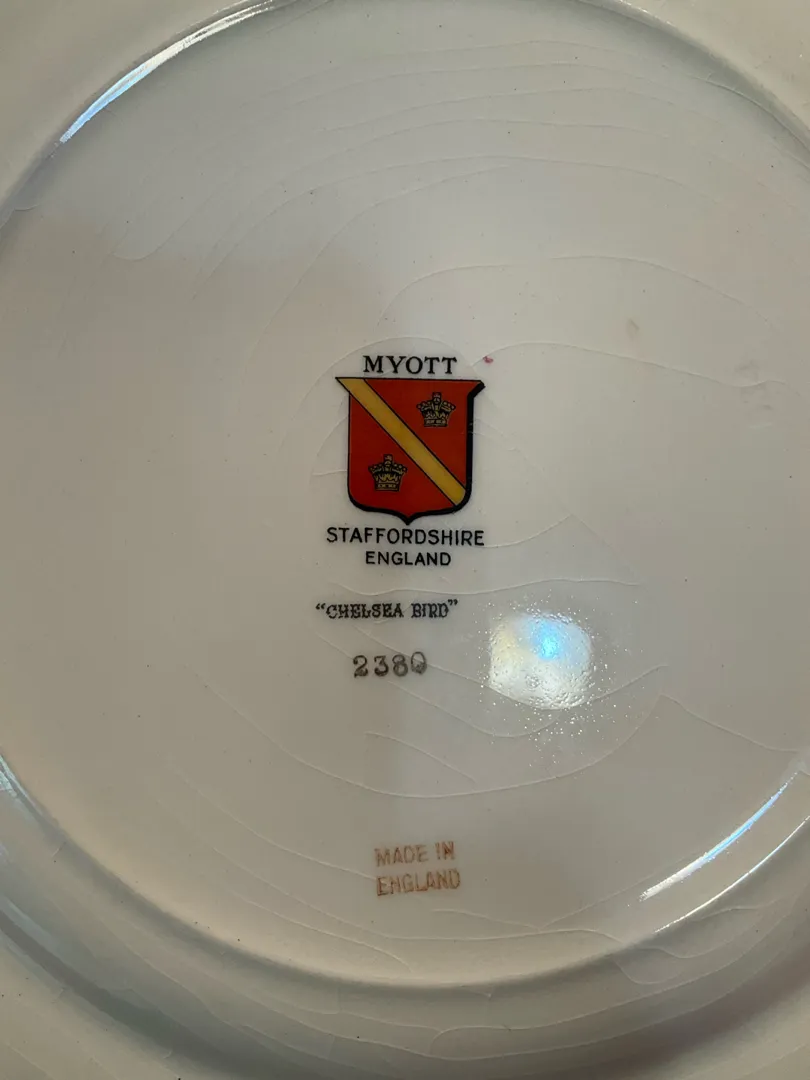 MYOTT
STAFFORDSHIRE
ENGLAND
“CHELSEA BIRD”
2380
MADE IN
ENGLAND